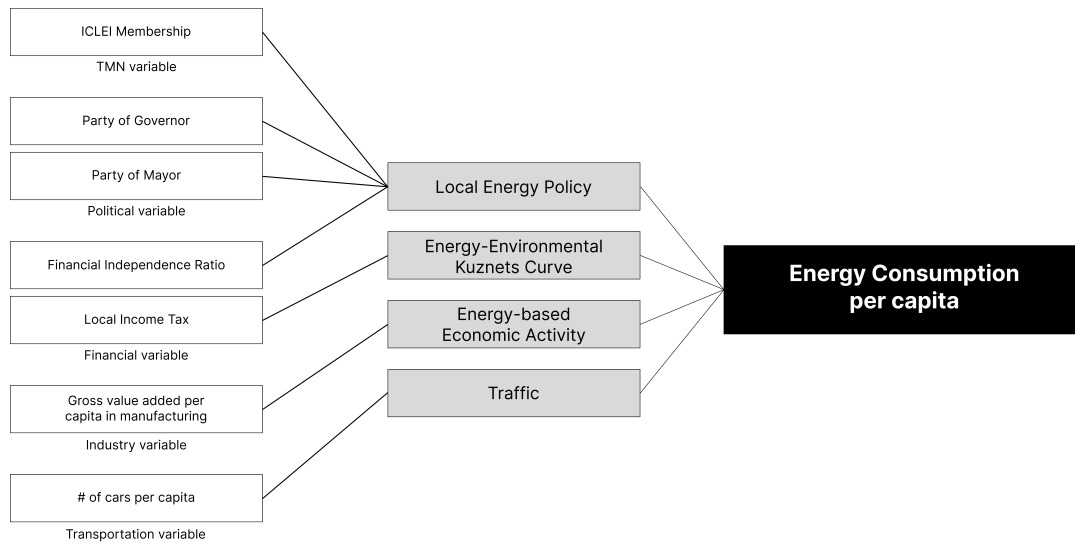 ICLEI Membership
TMN variable
Party of Governor
Party of Mayor
Political variable
Financial Independence Ratio
Local Income Tax
Financial variable
Gross value added per
capita in manufacturing
Industry variable
# of cars per capita
Transportation variable
Local Energy Policy
Energy-Environmental
Kuznets Curve
Energy-based
Economic Activity
Traffic
Energy Consumption
per capita